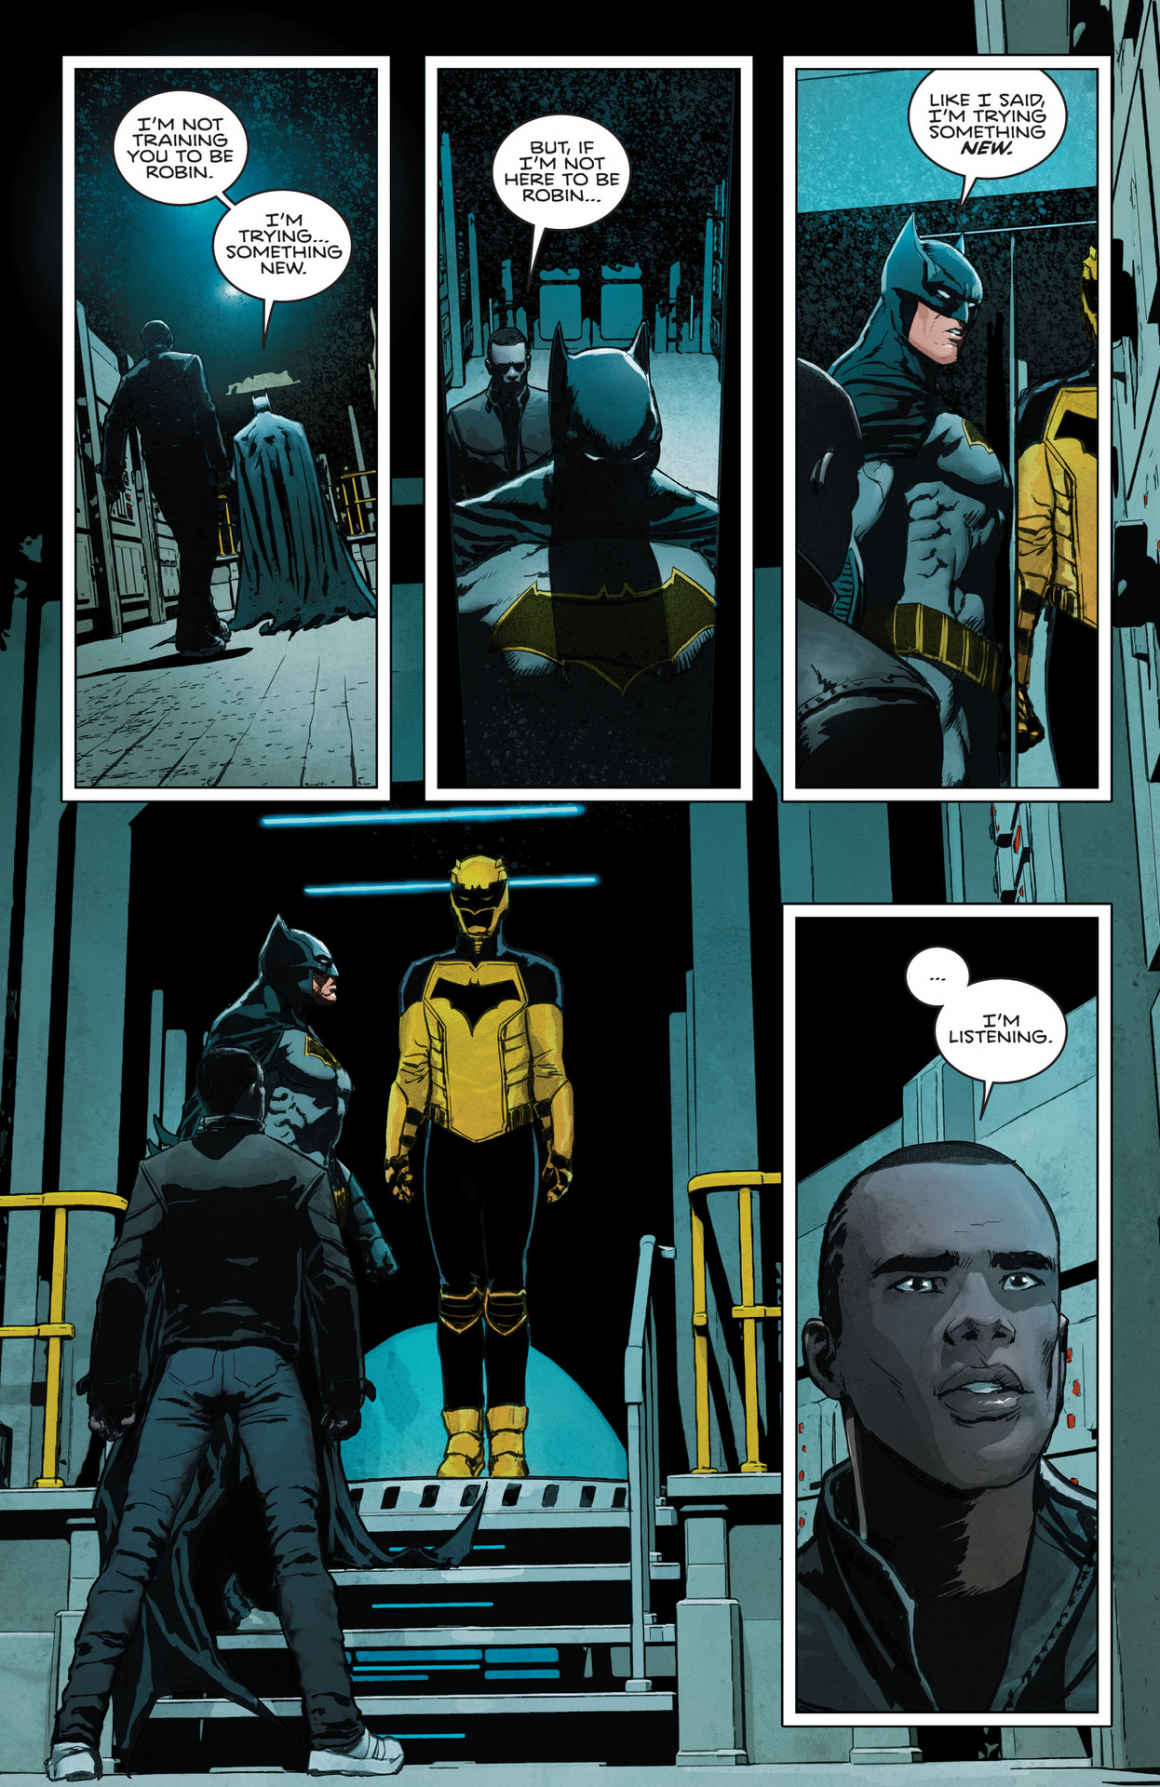 I'M NOT
TRAINING
YOU TO BE
ROBIN.
I'M
TRYING...
SOMETHING
NEW.
BUT, IF
I'M NOT
HERE TO BE
ROBIN...
LIKE I SAID,
I'M TRYING
SOMETHING
NEW.
...
I'M
LISTENING.